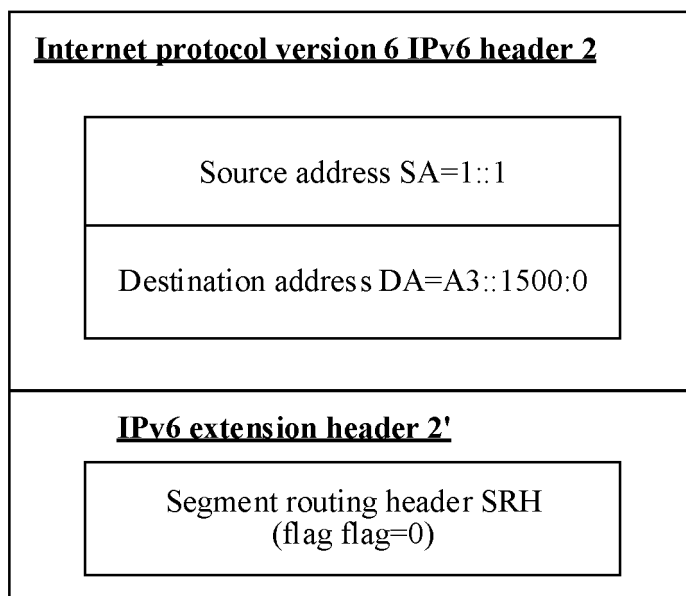 Internet protocol version 6 IPv6 header 2
Source address SA=1::1
Destination address DA=A3::1500:0
IPv6 extension header 2'
Segment routing header SRH
(flag flag=0)